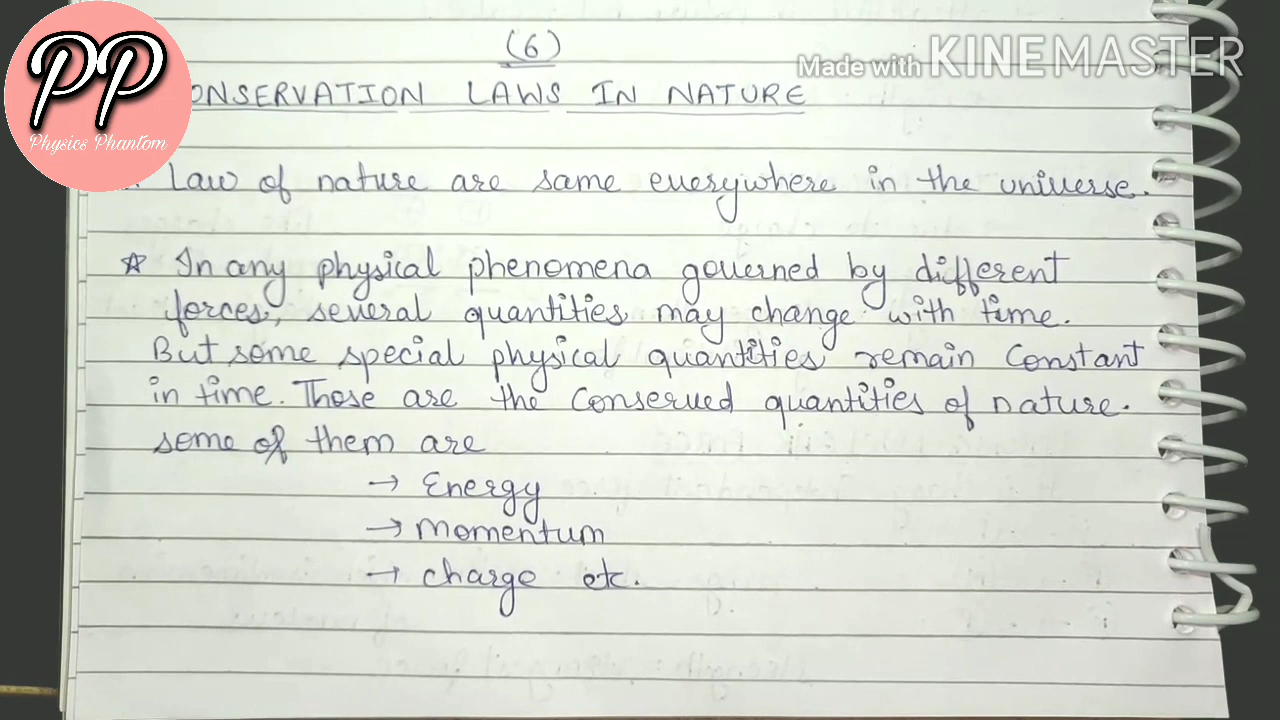 PP
Physics Phantom
Made with KINEMASTER
(6)
ONSERVATION LAWS IN NATURE
Law of nature are same everywhere in the universe.
☆ In any physical phenomena governed by different
forces, several quantities may change with time.
But some special physical quantities remain constant
in time. Those are the conserved quantities of nature.
some of them are
→ Energy
→ Momentum
→ charge etc.